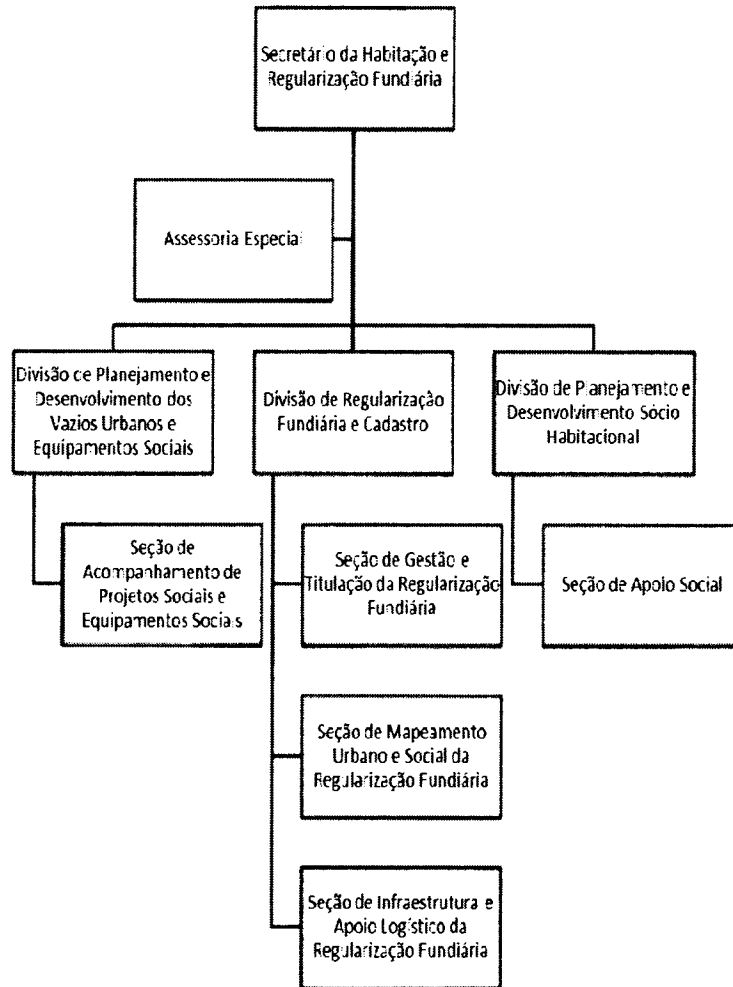 Secretário da Habitação e
Regularização Fundiária
Assessoria Especial
Divisão de Planejamento e
Desenvolvimento dos
Vazios Urbanos e
Equipamentos Sociais
Divisão de Regularização
Fundiária e Cadastro
Divisão de Planejamento e
Desenvolvimento Sócio
Habitacional
Seção de
Acompanhamento de
Projetos Sociais e
Equipamentos Sociais
Seção de Gestão e
Titulação da Regularização
Fundiária
Seção de Apoio Social
Seção de Mapeamento
Urbano e Social da
Regularização Fundiária
Seção de Infraestrutura e
Apoio Logístico da
Regularização Fundiária